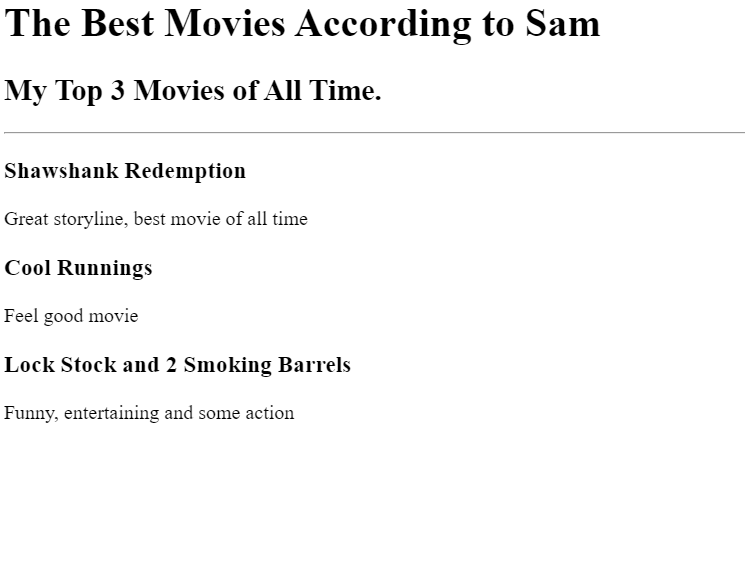 The Best Movies According to Sam
My Top 3 Movies of All Time.
Shawshank Redemption
Great storyline, best movie of all time
Cool Runnings
Feel good movie
Lock Stock and 2 Smoking Barrels
Funny, entertaining and some action